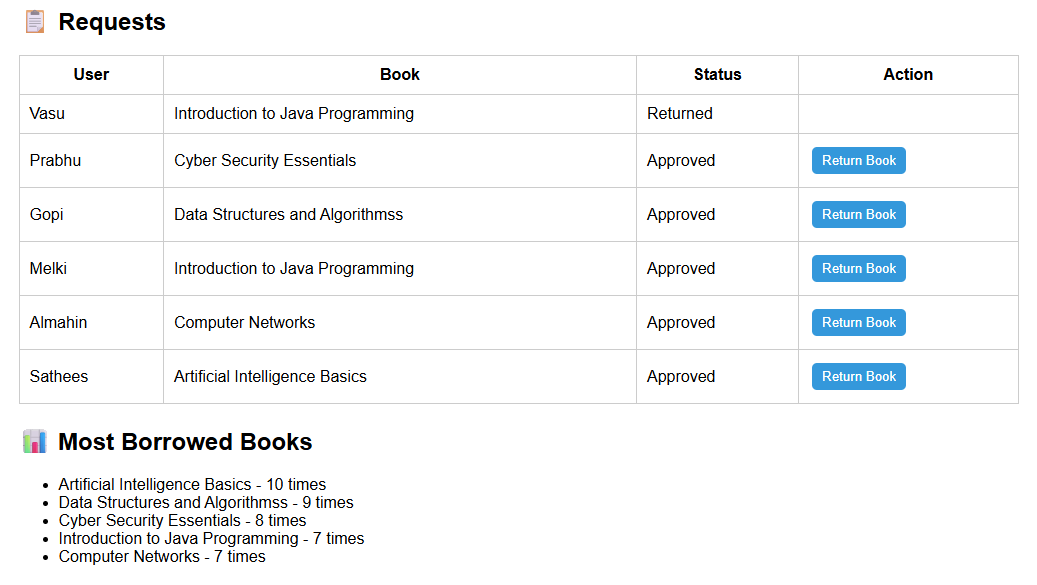 Requests
User Book Status Action
Vasu Introduction to Java Programming Returned
Prabhu Cyber Security Essentials Approved Return Book
Gopi Data Structures and Algorithmss Approved Return Book
Melki Introduction to Java Programming Approved Return Book
Almahin Computer Networks Approved Return Book
Sathees Artificial Intelligence Basics Approved Return Book
Most Borrowed Books
• Artificial Intelligence Basics - 10 times
• Data Structures and Algorithmss - 9 times
• Cyber Security Essentials - 8 times
• Introduction to Java Programming - 7 times
• Computer Networks - 7 times